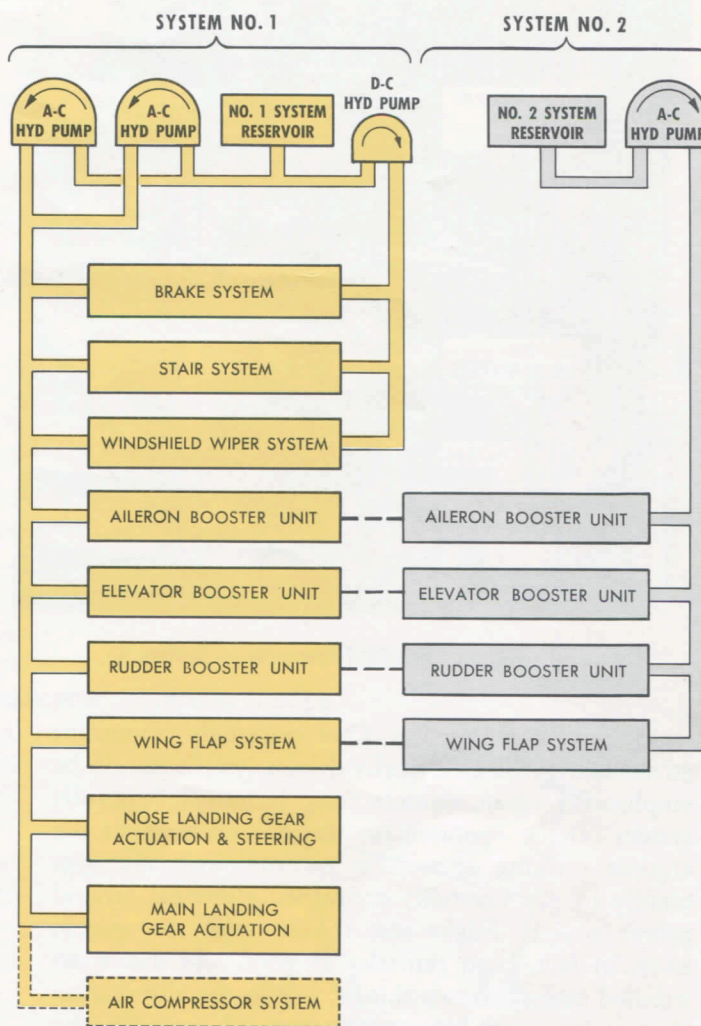 SYSTEM NO. 1
SYSTEM NO. 2
A-C
HYD PUMP
A-C
HYD PUMP
NO. 1 SYSTEM
RESERVOIR
D-C
HYD PUMP
NO. 2 SYSTEM
RESERVOIR
A-C
HYD PUMP
BRAKE SYSTEM
STAIR SYSTEM
WINDSHIELD WIPER SYSTEM
AILERON BOOSTER UNIT
AILERON BOOSTER UNIT
ELEVATOR BOOSTER UNIT
ELEVATOR BOOSTER UNIT
RUDDER BOOSTER UNIT
RUDDER BOOSTER UNIT
WING FLAP SYSTEM
WING FLAP SYSTEM
NOSE LANDING GEAR
ACTUATION & STEERING
MAIN LANDING
GEAR ACTUATION
AIR COMPRESSOR SYSTEM